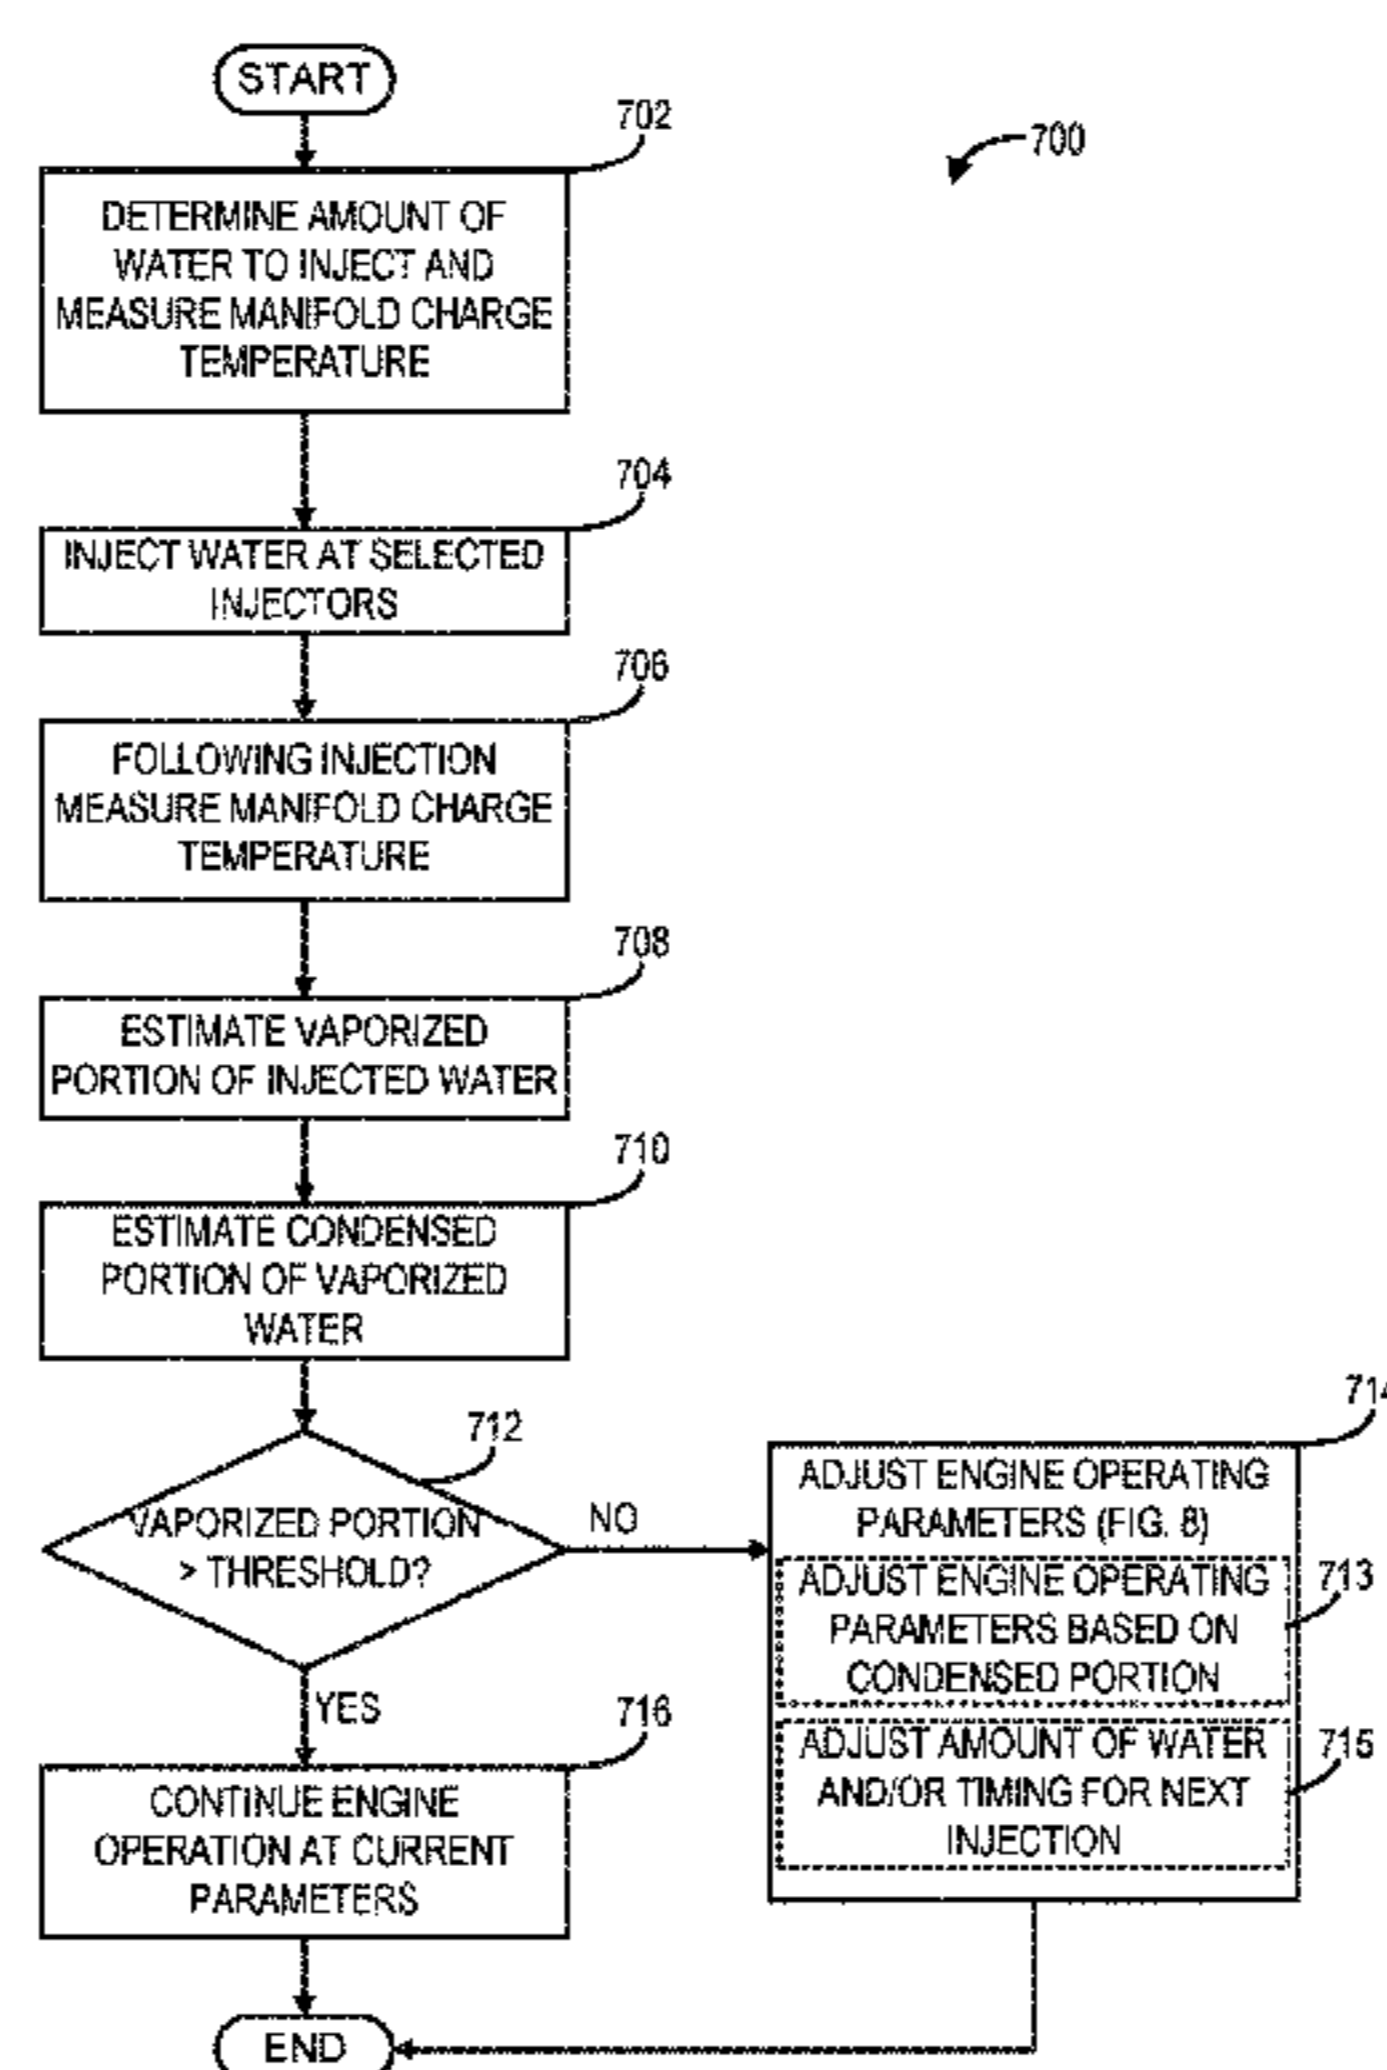 START
702
700
DETERMINE AMOUNT OF
WATER TO INJECT AND
MEASURE MANIFOLD CHARGE
TEMPERATURE
704
INJECT WATER AT SELECTED
INJECTORS
706
FOLLOWING INJECTION
MEASURE MANIFOLD CHARGE
TEMPERATURE
708
ESTIMATE VAPORIZED
PORTION OF INJECTED WATER
710
ESTIMATE CONDENSED
PORTION OF VAPORIZED
WATER
712
VAPORIZED PORTION
> THRESHOLD?
NO
YES
714
ADJUST ENGINE OPERATING
PARAMETERS (FIG. 8)
ADJUST ENGINE OPERATING
PARAMETERS BASED ON
CONDENSED PORTION
713
ADJUST AMOUNT OF WATER
AND/OR TIMING FOR NEXT
INJECTION
715
716
CONTINUE ENGINE
OPERATION AT CURRENT
PARAMETERS
END